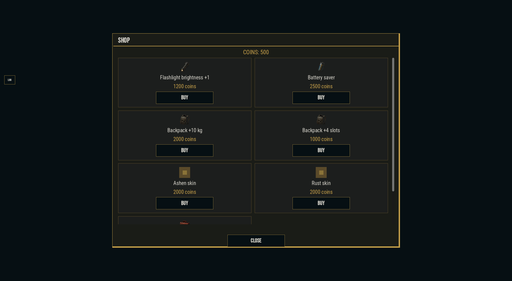 SHOP
COINS: 500
Flashlight brightness +1
1200 coins
BUY
Battery saver
2500 coins
BUY
Backpack +10 kg
2000 coins
BUY
Backpack +4 slots
1000 coins
BUY
Ashen skin
2000 coins
BUY
Rust skin
2000 coins
BUY
CLOSE